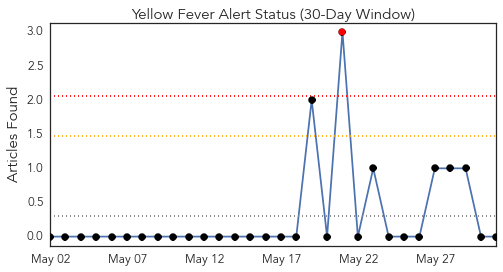 Yellow Fever Alert Status (30-Day Window)
Articles Found
3.0
2.5
2.0
1.5
1.0
0.5
0.0
May 02 May 07 May 12 May 17 May 22 May 27